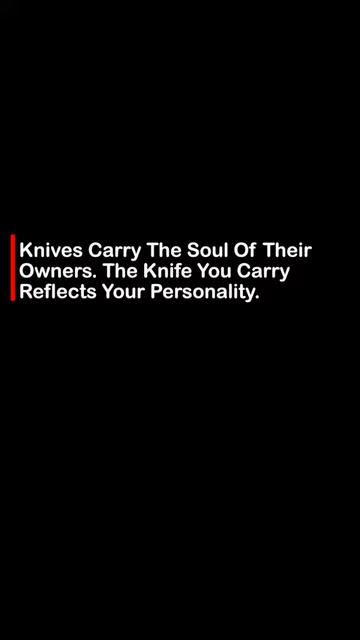 Knives Carry The Soul Of Their
Owners. The Knife You Carry
Reflects Your Personality.